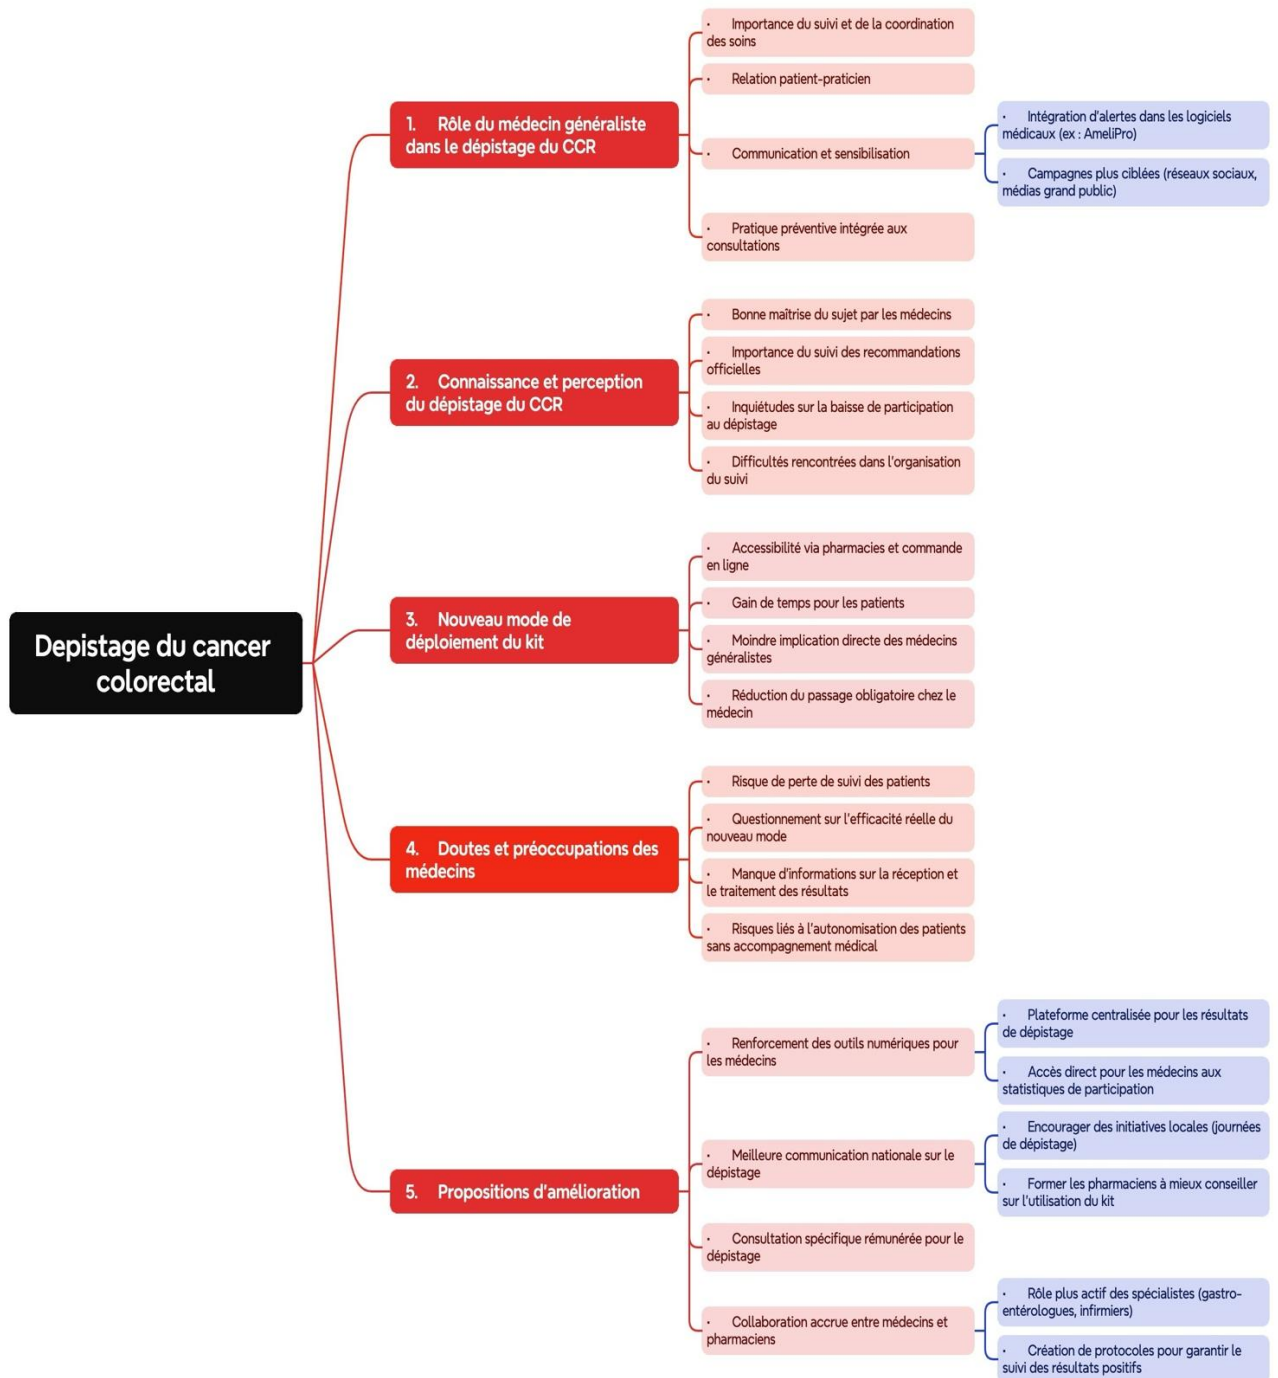 Depistage du cancer
colorectal
1. Rôle du médecin généraliste
dans le dépistage du CCR
· Importance du suivi et de la coordination
des soins
· Relation patient-praticien
· Communication et sensibilisation
· Intégration d'alertes dans les logiciels
médicaux (ex : AmeliPro)
· Campagnes plus ciblées (réseaux sociaux,
médias grand public)
· Pratique préventive intégrée aux
consultations
2. Connaissance et perception
du dépistage du CCR
· Bonne maîtrise du sujet par les médecins
· Importance du suivi des recommandations
officielles
· Inquiétudes sur la baisse de participation
au dépistage
· Difficultés rencontrées dans l'organisation
du suivi
3. Nouveau mode de
déploiement du kit
· Accessibilité via pharmacies et commande
en ligne
· Gain de temps pour les patients
· Moindre implication directe des médecins
généralistes
· Réduction du passage obligatoire chez le
médecin
4. Doutes et préoccupations des
médecins
· Risque de perte de suivi des patients
· Questionnement sur l'efficacité réelle du
nouveau mode
· Manque d'informations sur la réception et
le traitement des résultats
· Risques liés à l'autonomisation des patients
sans accompagnement médical
5. Propositions d'amélioration
· Renforcement des outils numériques pour
les médecins
· Plateforme centralisée pour les résultats
de dépistage
· Accès direct pour les médecins aux
statistiques de participation
· Meilleure communication nationale sur le
dépistage
· Encourager des initiatives locales (journées
de dépistage)
· Former les pharmaciens à mieux conseiller
sur l'utilisation du kit
· Consultation spécifique rémunérée pour le
dépistage
· Collaboration accrue entre médecins et
pharmaciens
· Rôle plus actif des spécialistes (gastro-
entérologues, infirmiers)
· Création de protocoles pour garantir le
suivi des résultats positifs